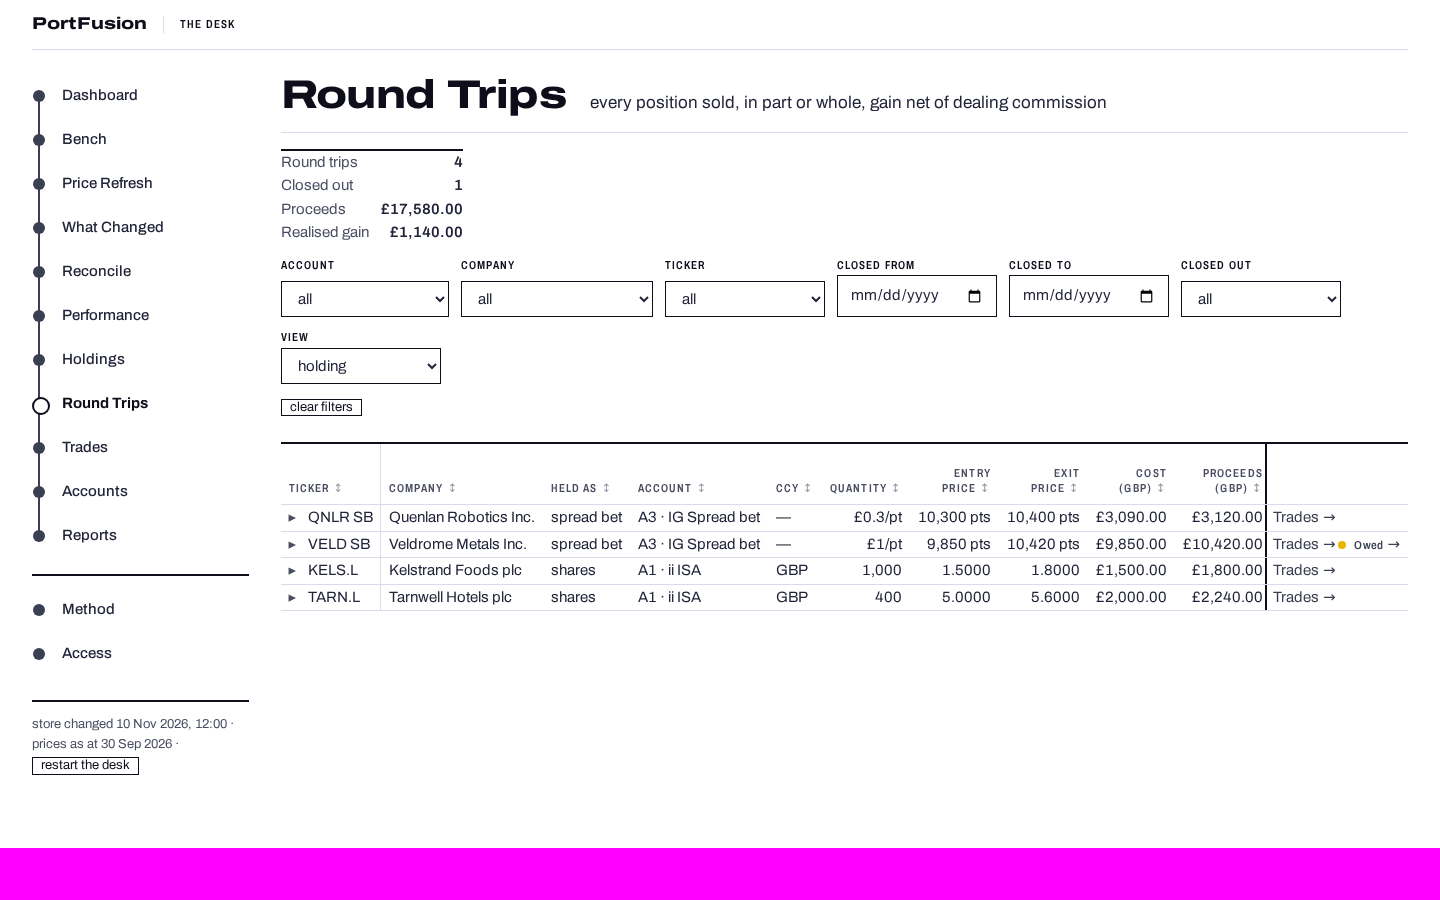 PortFusion THE DESK
Dashboard
Bench
Price Refresh
What Changed
Reconcile
Performance
Holdings
Round Trips
Trades
Accounts
Reports
Method
Access
store changed 10 Nov 2026, 12:00 ·
prices as at 30 Sep 2026 ·
restart the desk
Round Trips every position sold, in part or whole, gain net of dealing commission
Round trips 4
Closed out 1
Proceeds £17,580.00
Realised gain £1,140.00
ACCOUNT COMPANY TICKER CLOSED FROM CLOSED TO CLOSED OUT
all all all mm/dd/yyyy mm/dd/yyyy all
VIEW
holding
clear filters
ENTRY EXIT COST PROCEEDS
TICKER ↕ COMPANY ↕ HELD AS ↕ ACCOUNT ↕ CCY ↕ QUANTITY ↕ PRICE ↕ PRICE ↕ (GBP) ↕ (GBP) ↕
▸ QNLR SB Quenlan Robotics Inc. spread bet A3 · IG Spread bet — £0.3/pt 10,300 pts 10,400 pts £3,090.00 £3,120.00 Trades →
▸ VELD SB Veldrome Metals Inc. spread bet A3 · IG Spread bet — £1/pt 9,850 pts 10,420 pts £9,850.00 £10,420.00 Trades → Owed →
▸ KELS.L Kelstrand Foods plc shares A1 · ii ISA GBP 1,000 1.5000 1.8000 £1,500.00 £1,800.00 Trades →
▸ TARN.L Tarnwell Hotels plc shares A1 · ii ISA GBP 400 5.0000 5.6000 £2,000.00 £2,240.00 Trades →